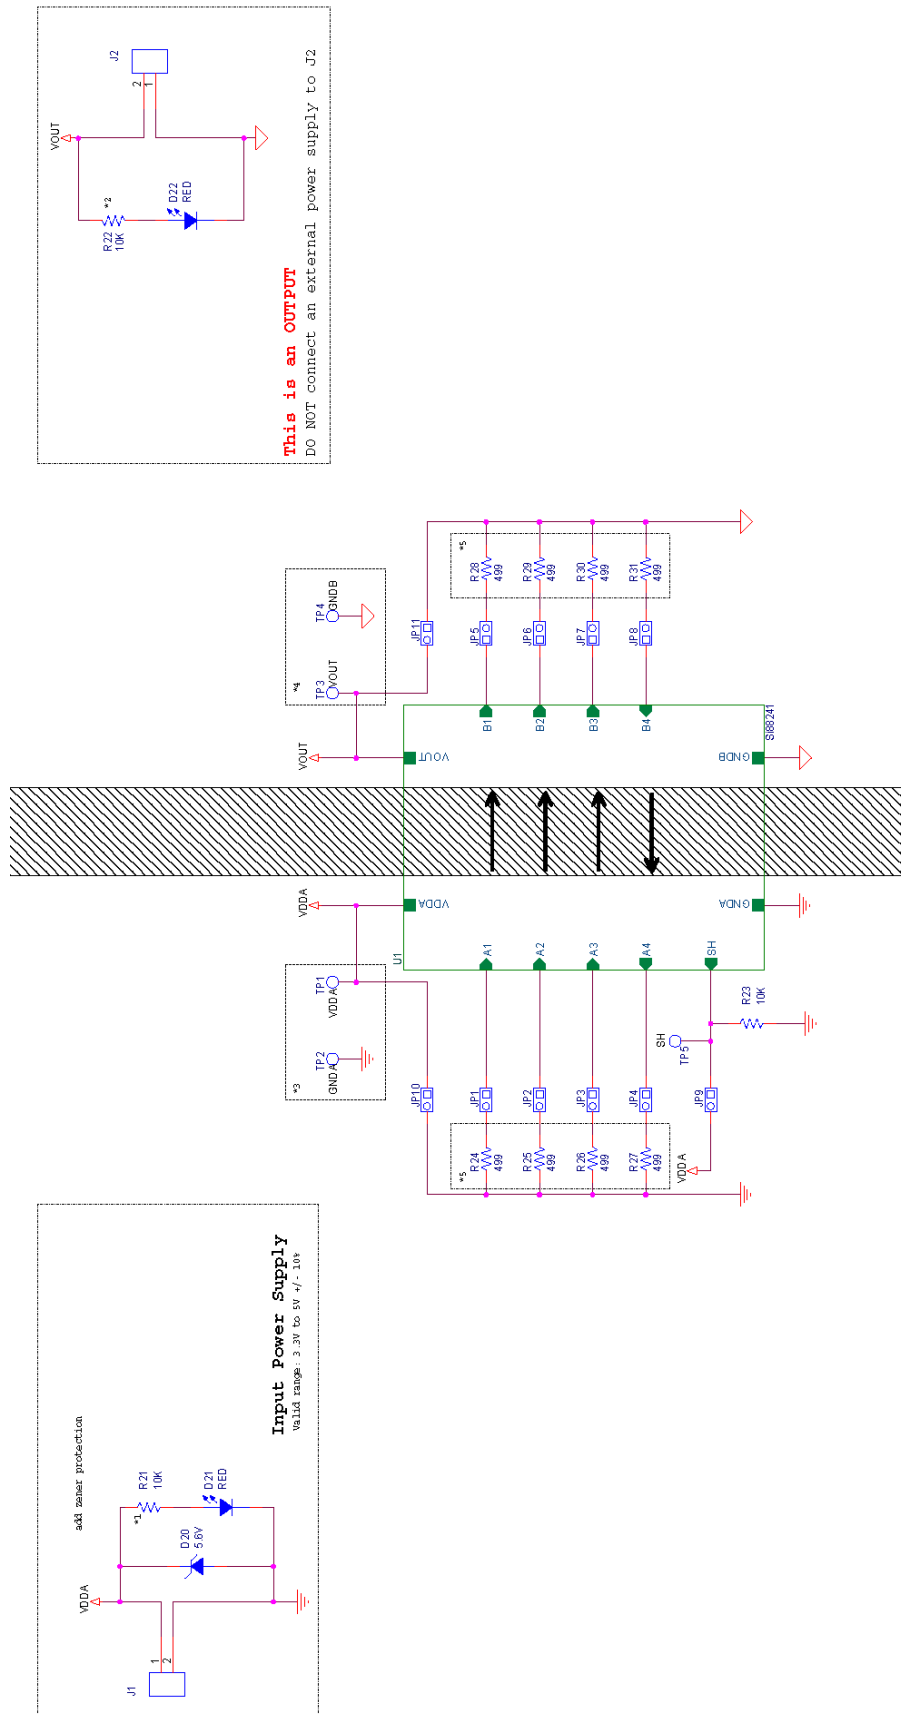 J1
1
2
VDDA
add zener protection
D20
5.6V
*1
R21
10K
D21
RED
Input Power Supply
Valid range: 3.3V to 5V +/- 10%
*3
TP2
GNDA
TP1
VDDA
VDDA
JP10
*5
R24
499
JP1
R25
499
JP2
R26
499
JP3
R27
499
JP4
VDDA
JP9
SH
TP5
R23
10K
U1
VDDA
A1
A2
A3
A4
SH
GNDA
VOUT
B1
B2
B3
B4
GNDB
Si88241
VOUT
*4
TP3
VOUT
TP4
GNDB
JP11
JP5
R28
499
JP6
R29
499
JP7
R30
499
JP8
R31
499
*5
VOUT
R22
10K
*2
D22
RED
J2
2
1
This is an OUTPUT
DO NOT connect an external power supply to J2